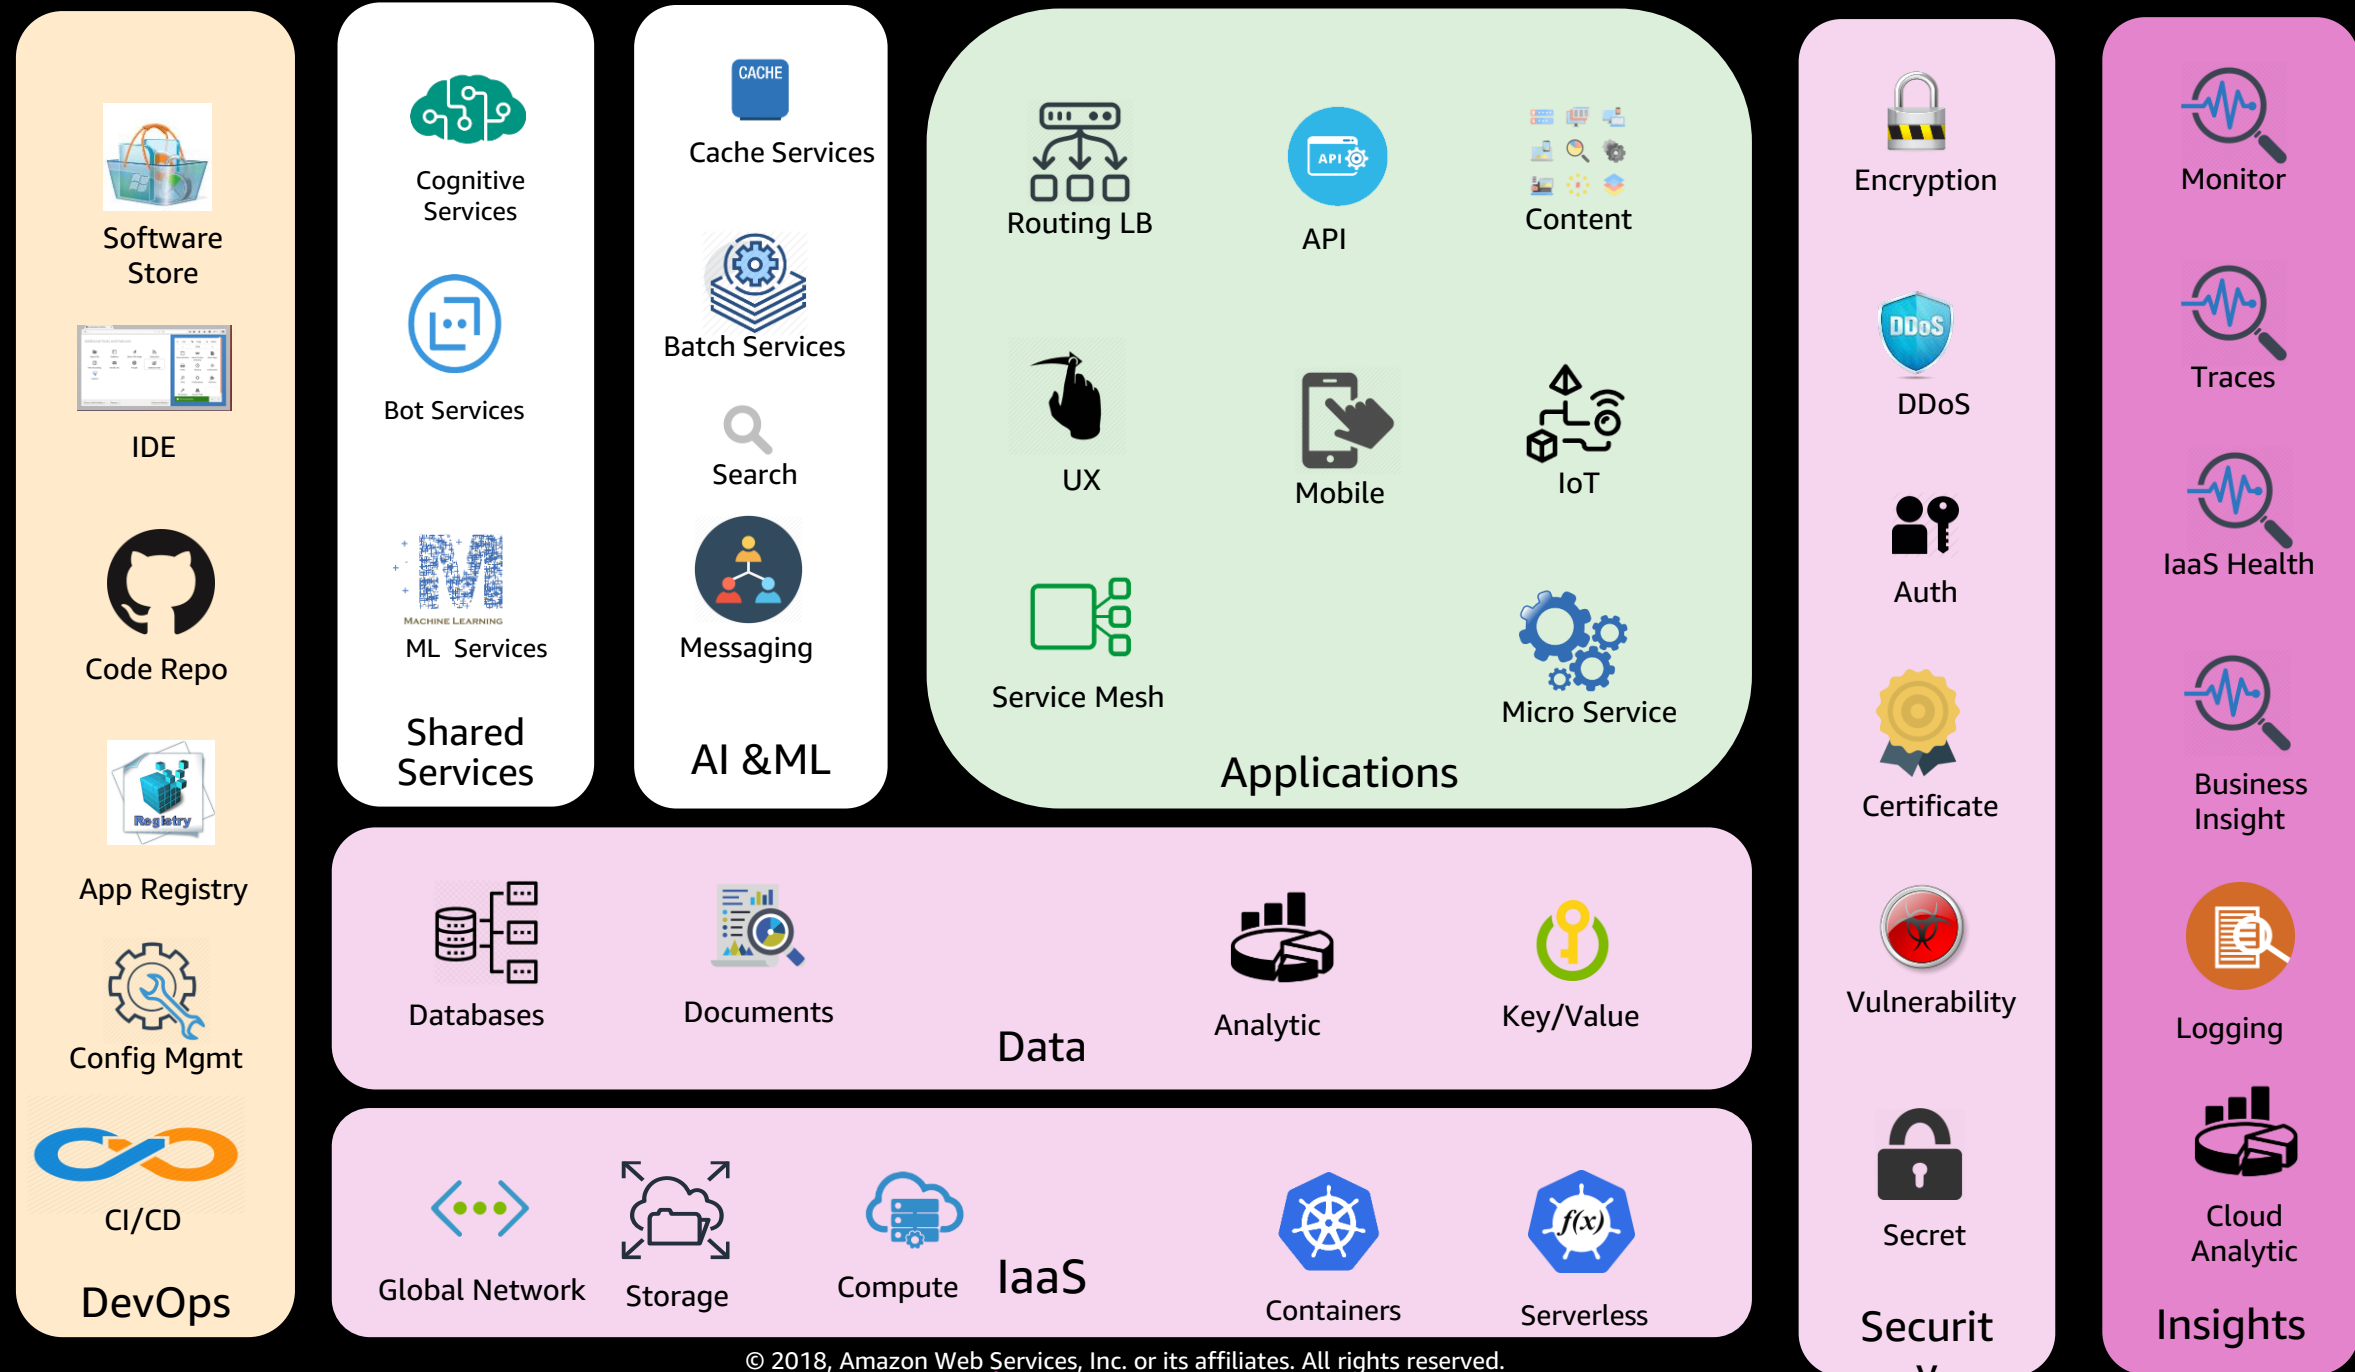 Software
Store
IDE
Code Repo
Registry
App Registry
Config Mgmt
CI/CD
DevOps
Cognitive
Services
Bot Services
MACHINE LEARNING
ML Services
Shared
Services
CACHE
Cache Services
Batch Services
Search
Messaging
AI &ML
Routing LB
API
API
Content
UX
Mobile
IoT
Service Mesh
Micro Service
Applications
Databases
Documents
Data
Analytic
Key/Value
Global Network
Storage
Compute
IaaS
Containers
f(x)
Serverless
Encryption
DDoS
DDoS
Auth
Certificate
Vulnerability
Secret
Securit
y
Monitor
Traces
IaaS Health
Business
Insight
Logging
Cloud
Analytic
Insights
© 2018, Amazon Web Services, Inc. or its affiliates. All rights reserved.